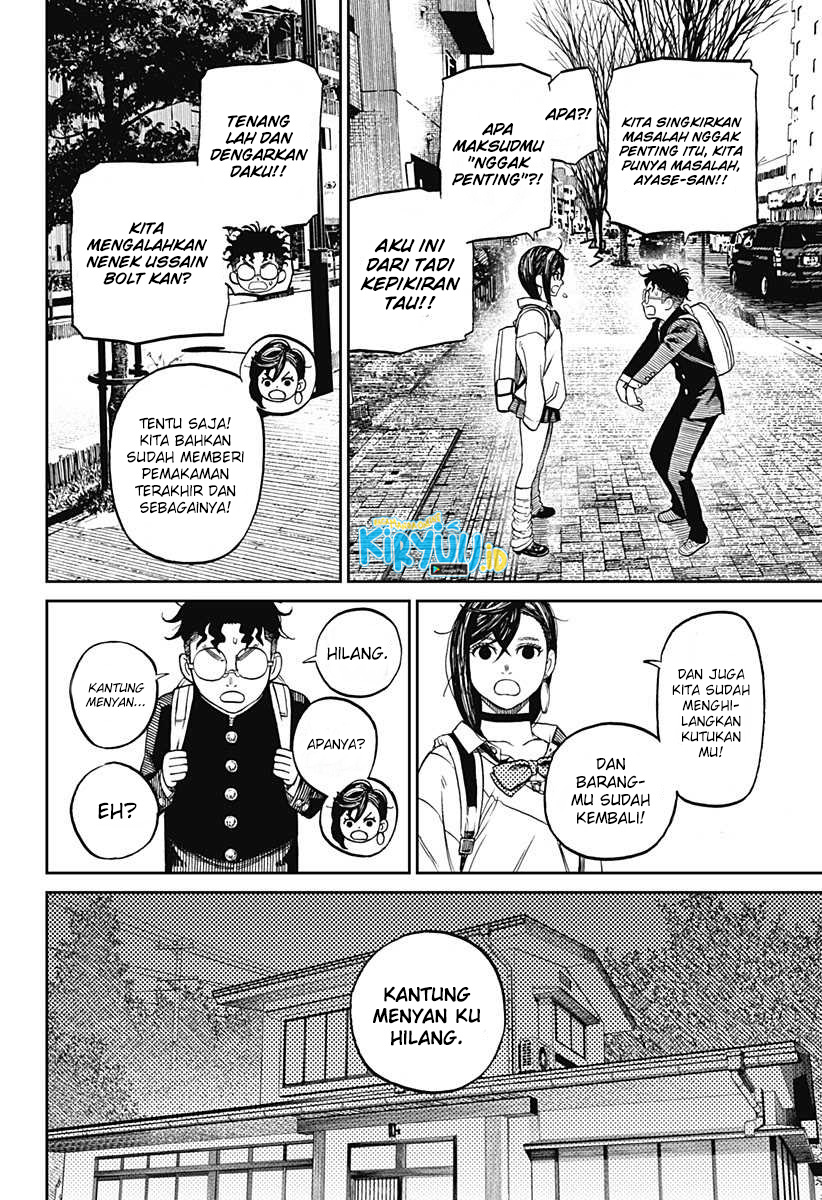 KITA SINGKIRKAN
MASALAH NGGAK
PENTING ITU, KITA
PUNYA MASALAH,
AYASE-SAN!!
APA?!
APA
MAKSUDMU
"NGGAK
PENTING"?!
AKU INI
DARI TADI
KEPIKIRAN
TAU!!
TENANG
LAH DAN
DENGARKAN
DAKU!!
KITA
MENGALAHKAN
NENEK USSAIN
BOLT KAN?
TENTU SAJA!
KITA BAHKAN
SUDAH MEMBERI
PEMAKAMAN
TERAKHIR DAN
SEBAGAINYA!
KIRYUU.ID
DAN JUGA
KITA SUDAH
MENGHI-
LANGKAN
KUTUKAN
MU!
DAN
BARANG-
MU SUDAH
KEMBALI!
HILANG.
KANTUNG
MENYAN...
APANYA?
EH?
KANTUNG
MENYAN KU
HILANG.